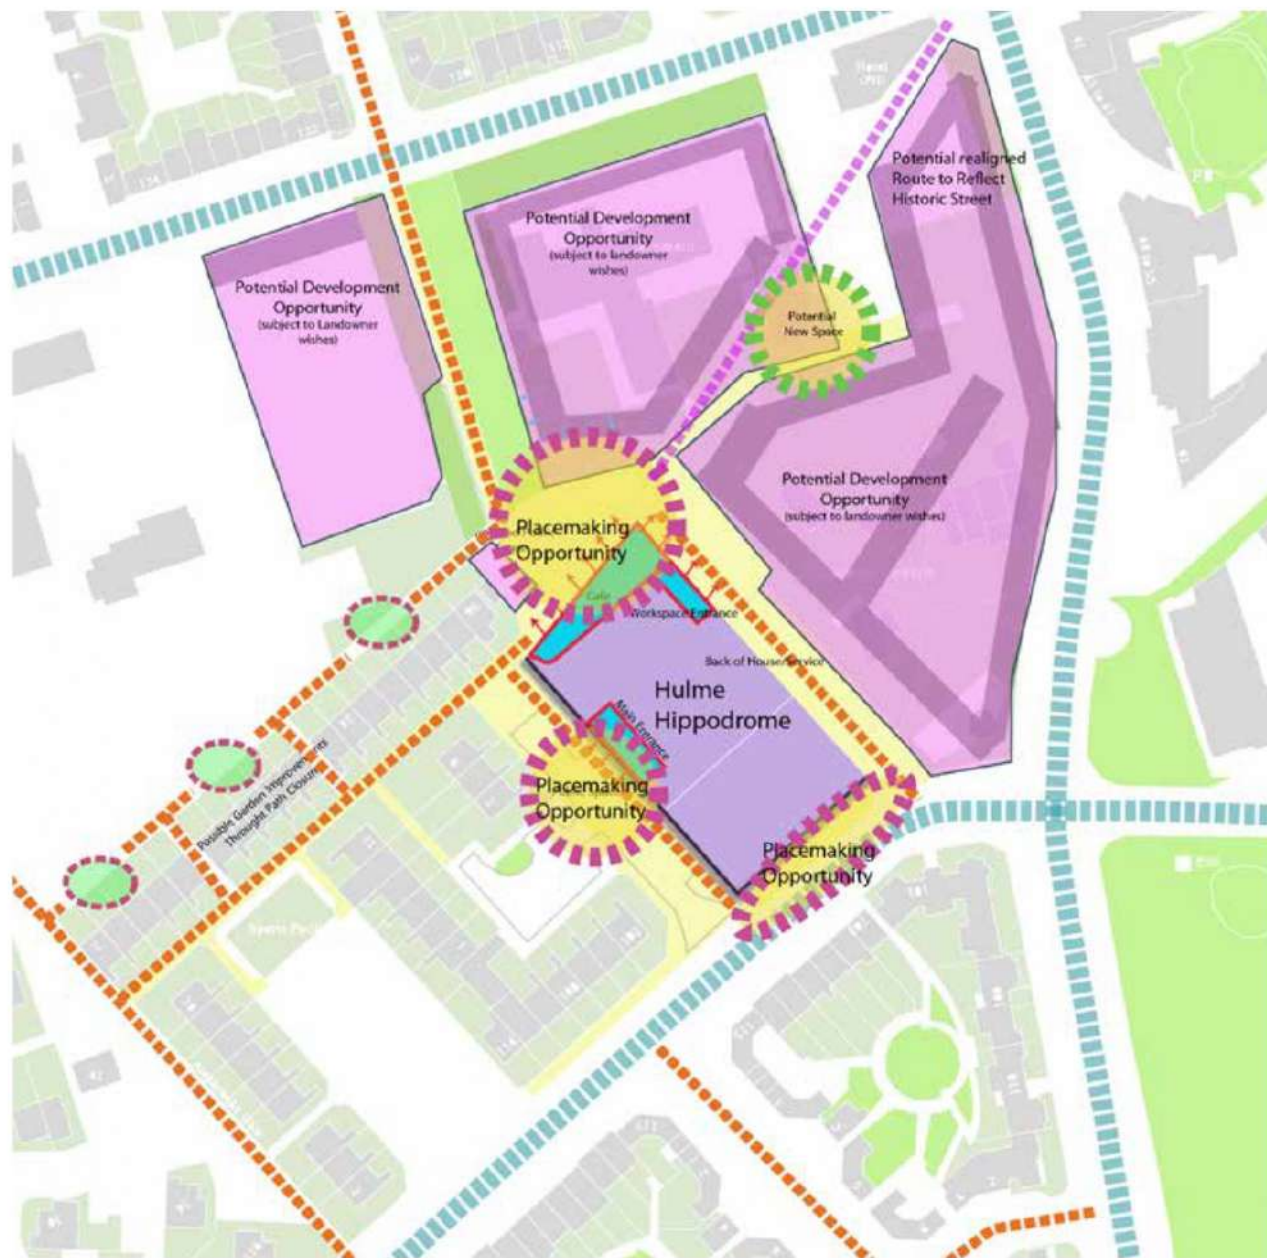 Potential realigned
Route to Reflect
Historic Street
Potential Development
Opportunity
(subject to landowner
wishes)
Potential Development
Opportunity
(subject to Landowner
wishes)
Potential
New Space
Potential Development
Opportunity
(subject to landowner wishes)
Placemaking
Opportunity
Cafe
Workspace Entrance
Back of House/Service
Hulme
Hippodrome
Main Entrance
Placemaking
Opportunity
Possible Garden Improvements
Throught Path Closure
Placemaking
Opportunity